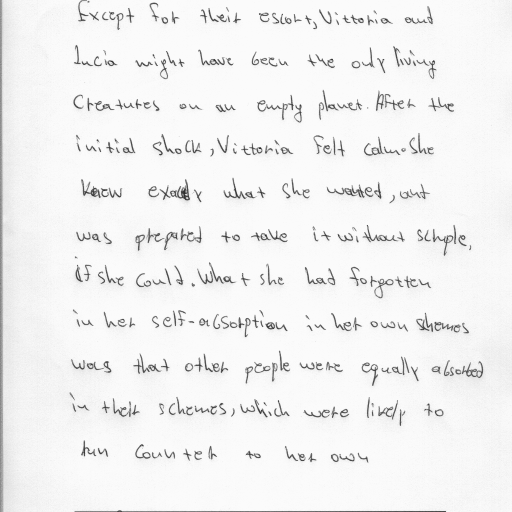 Except for their escort, Vittoria and
Lucia might have been the only living
Creatures on an empty planet. After the
initial shock, Vittoria felt calm. She
knew exactly what she wanted, and
was prepared to take it without scruple,
if she could. What she had forgotten
in her self-absorption in her own schemes
was that other people were equally absorbed
in their schemes, which were likely to
run counter to her own